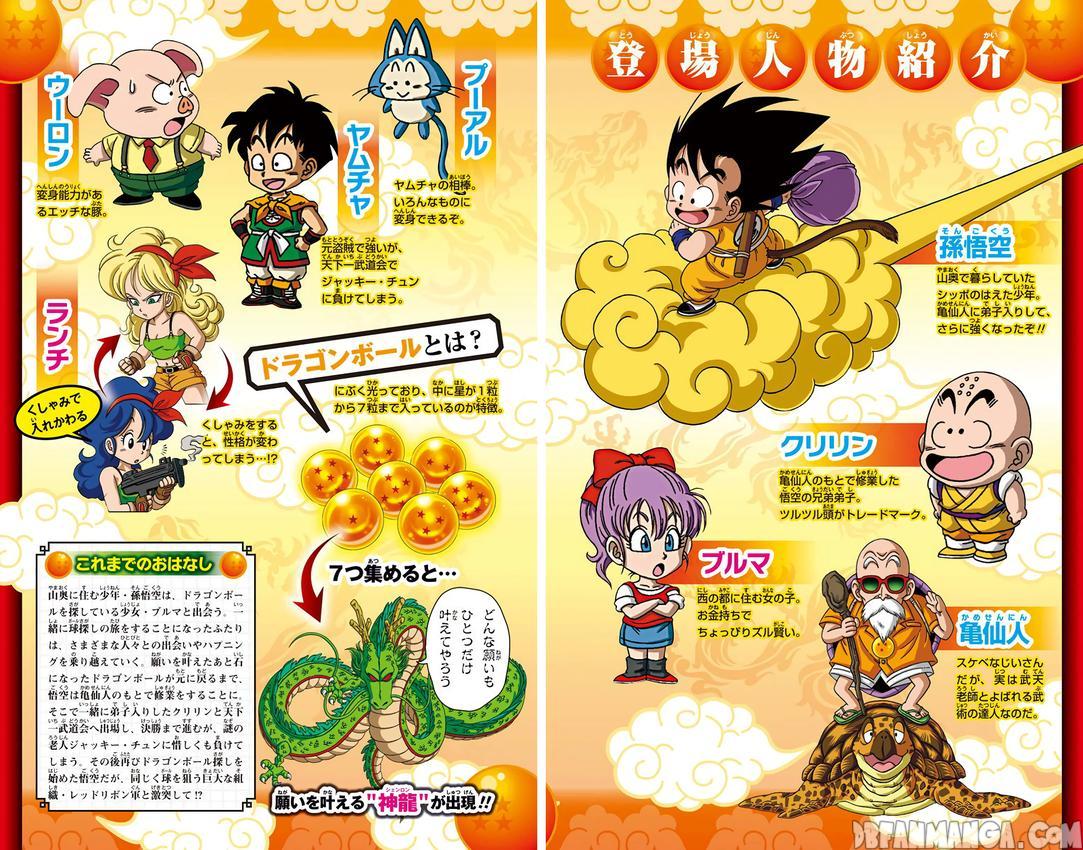 登場人物紹介
孫悟空
山奥で暮らしていた
シッポのはえた少年。
亀仙人に弟子入りして、
さらに強くなったぞ!!
クリリン
亀仙人のもとで修業した
悟空の兄弟弟子。
ツルツル頭がトレードマーク。
ブルマ
西の都に住む女の子。
お金持ちで
ちょっぴりズル賢い。
亀仙人
スケベなじいさん
だが、実は武天
老師とよばれる武
術の達人なのだ。
プーアル
ヤムチャの相棒。
いろんなものに
変身できるぞ。
ヤムチャ
元盗賊で強いが、
天下一武道会で
ジャッキー・チュン
に負けてしまう。
ウーロン
変身能力があ
るエッチな豚。
ランチ
くしゃみで
入れかわる
くしゃみをする
と、性格が変わ
ってしまう…!?
ドラゴンボールとは?
にぶく光っており、中に星が1粒
から7粒まで入っているのが特徴。
7つ集めると…
どんな願いも
ひとつだけ
叶えてやろう
願いを叶える"神龍"が出現!!
これまでのおはなし
山奥に住む少年・孫悟空は、ドラゴンボー
ルを探している少女・ブルマと出会う。一
緒に球探しの旅をすることになったふたり
は、さまざまな人々との出会いやハプニン
グを乗り越えていく。願いを叶えたあと石
になったドラゴンボールが元に戻るまで、
悟空は亀仙人のもとで修業をすることに。
そこで一緒に弟子入りしたクリリンと天下
一武道会へ出場し、決勝まで進むが、謎の
老人ジャッキー・チュンに惜しくも負けて
しまう。その後再びドラゴンボール探しを
始めた悟空だが、同じく球を狙う巨大な組
織・レッドリボン軍と激突して!?
DBFANMANGA.COM